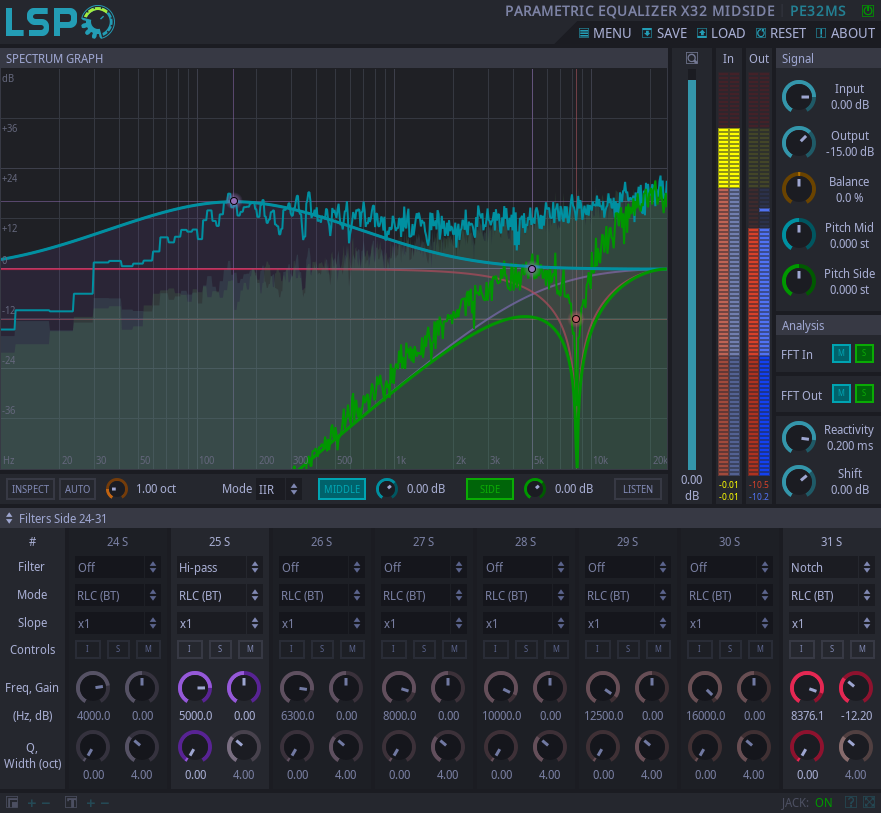 LSP
PARAMETRIC EQUALIZER X32 MIDSIDE PE32MS
MENU SAVE LOAD RESET ABOUT
SPECTRUM GRAPH
In Out
Signal
dB
+36
+24
+12
0
-12
-24
-36
Hz 20 30 50 100 200 300 500 1k 2k 3k 5k 10k 20k
0.00
dB
-0.01 -10.5
-0.01 -10.2
Input
0.00 dB
Output
-15.00 dB
Balance
0.0 %
Pitch Mid
0.000 st
Pitch Side
0.000 st
Analysis
FFT In M S
FFT Out M S
Reactivity
0.200 ms
Shift
0.00 dB
INSPECT AUTO 1.00 oct Mode IIR MIDDLE 0.00 dB SIDE 0.00 dB LISTEN
Filters Side 24-31
# 24 S 25 S 26 S 27 S 28 S 29 S 30 S 31 S
Filter Off Hi-pass Off Off Off Off Off Notch
Mode RLC (BT) RLC (BT) RLC (BT) RLC (BT) RLC (BT) RLC (BT) RLC (BT) RLC (BT)
Slope x1 x1 x1 x1 x1 x1 x1 x1
Controls I S M I S M I S M I S M I S M I S M I S M I S M
Freq, Gain
(Hz, dB) 4000.0 0.00 5000.0 0.00 6300.0 0.00 8000.0 0.00 10000.0 0.00 12500.0 0.00 16000.0 0.00 8376.1 -12.20
Q,
Width (oct)
0.00 4.00 0.00 4.00 0.00 4.00 0.00 4.00 0.00 4.00 0.00 4.00 0.00 4.00 0.00 4.00
+ - T + - JACK: ON ?